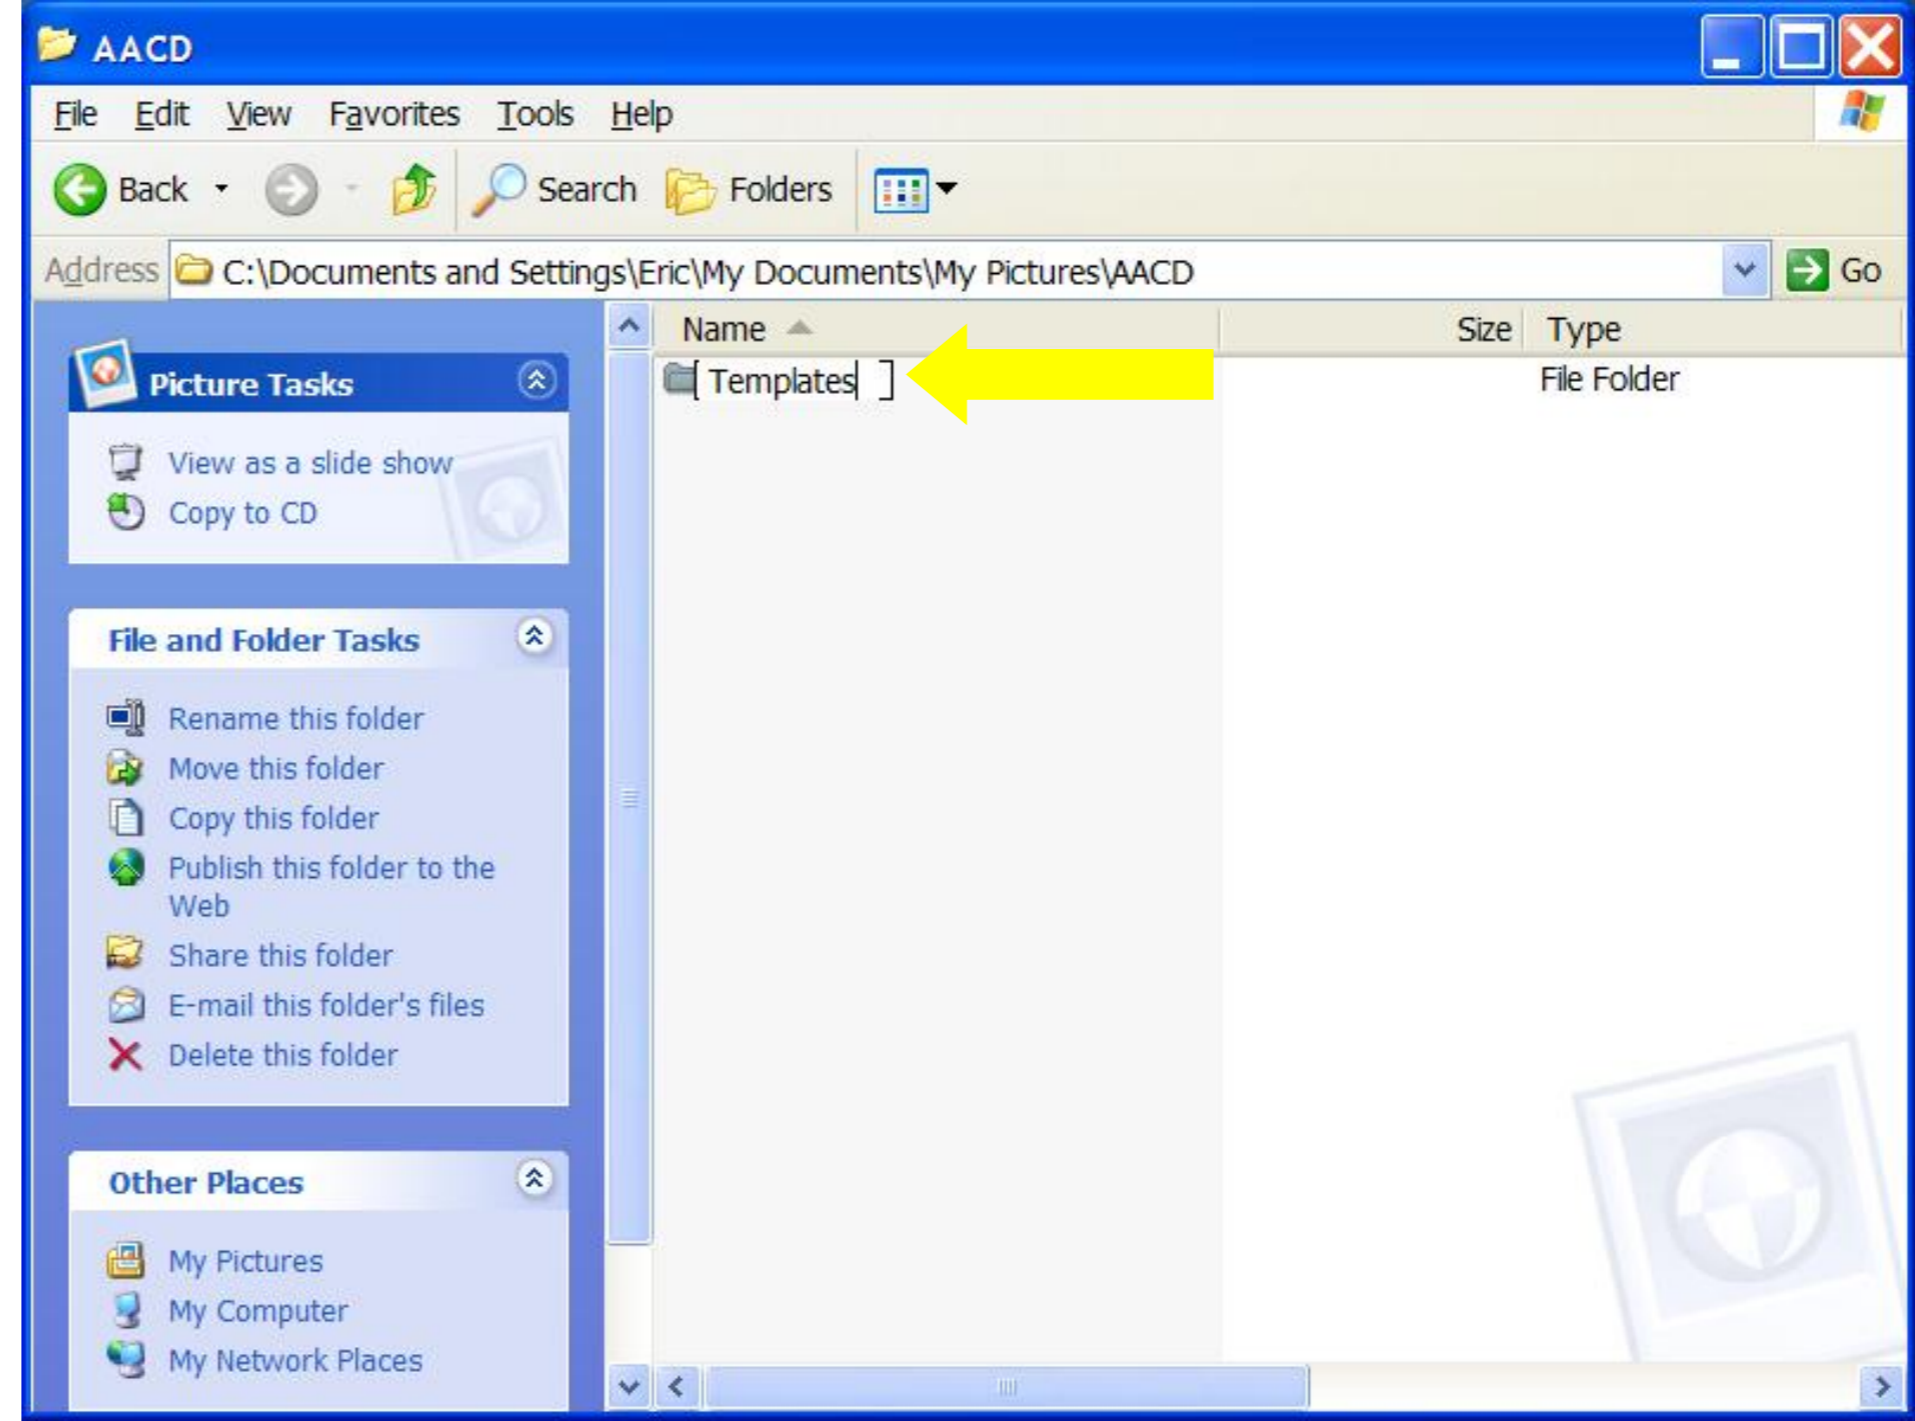 AACD
File Edit View Favorites Tools Help
Back Search Folders
Address C:\Documents and Settings\Eric\My Documents\My Pictures\AACD Go
Name Size Type
Templates File Folder
Picture Tasks
View as a slide show
Copy to CD
File and Folder Tasks
Rename this folder
Move this folder
Copy this folder
Publish this folder to the
Web
Share this folder
E-mail this folder's files
Delete this folder
Other Places
My Pictures
My Computer
My Network Places